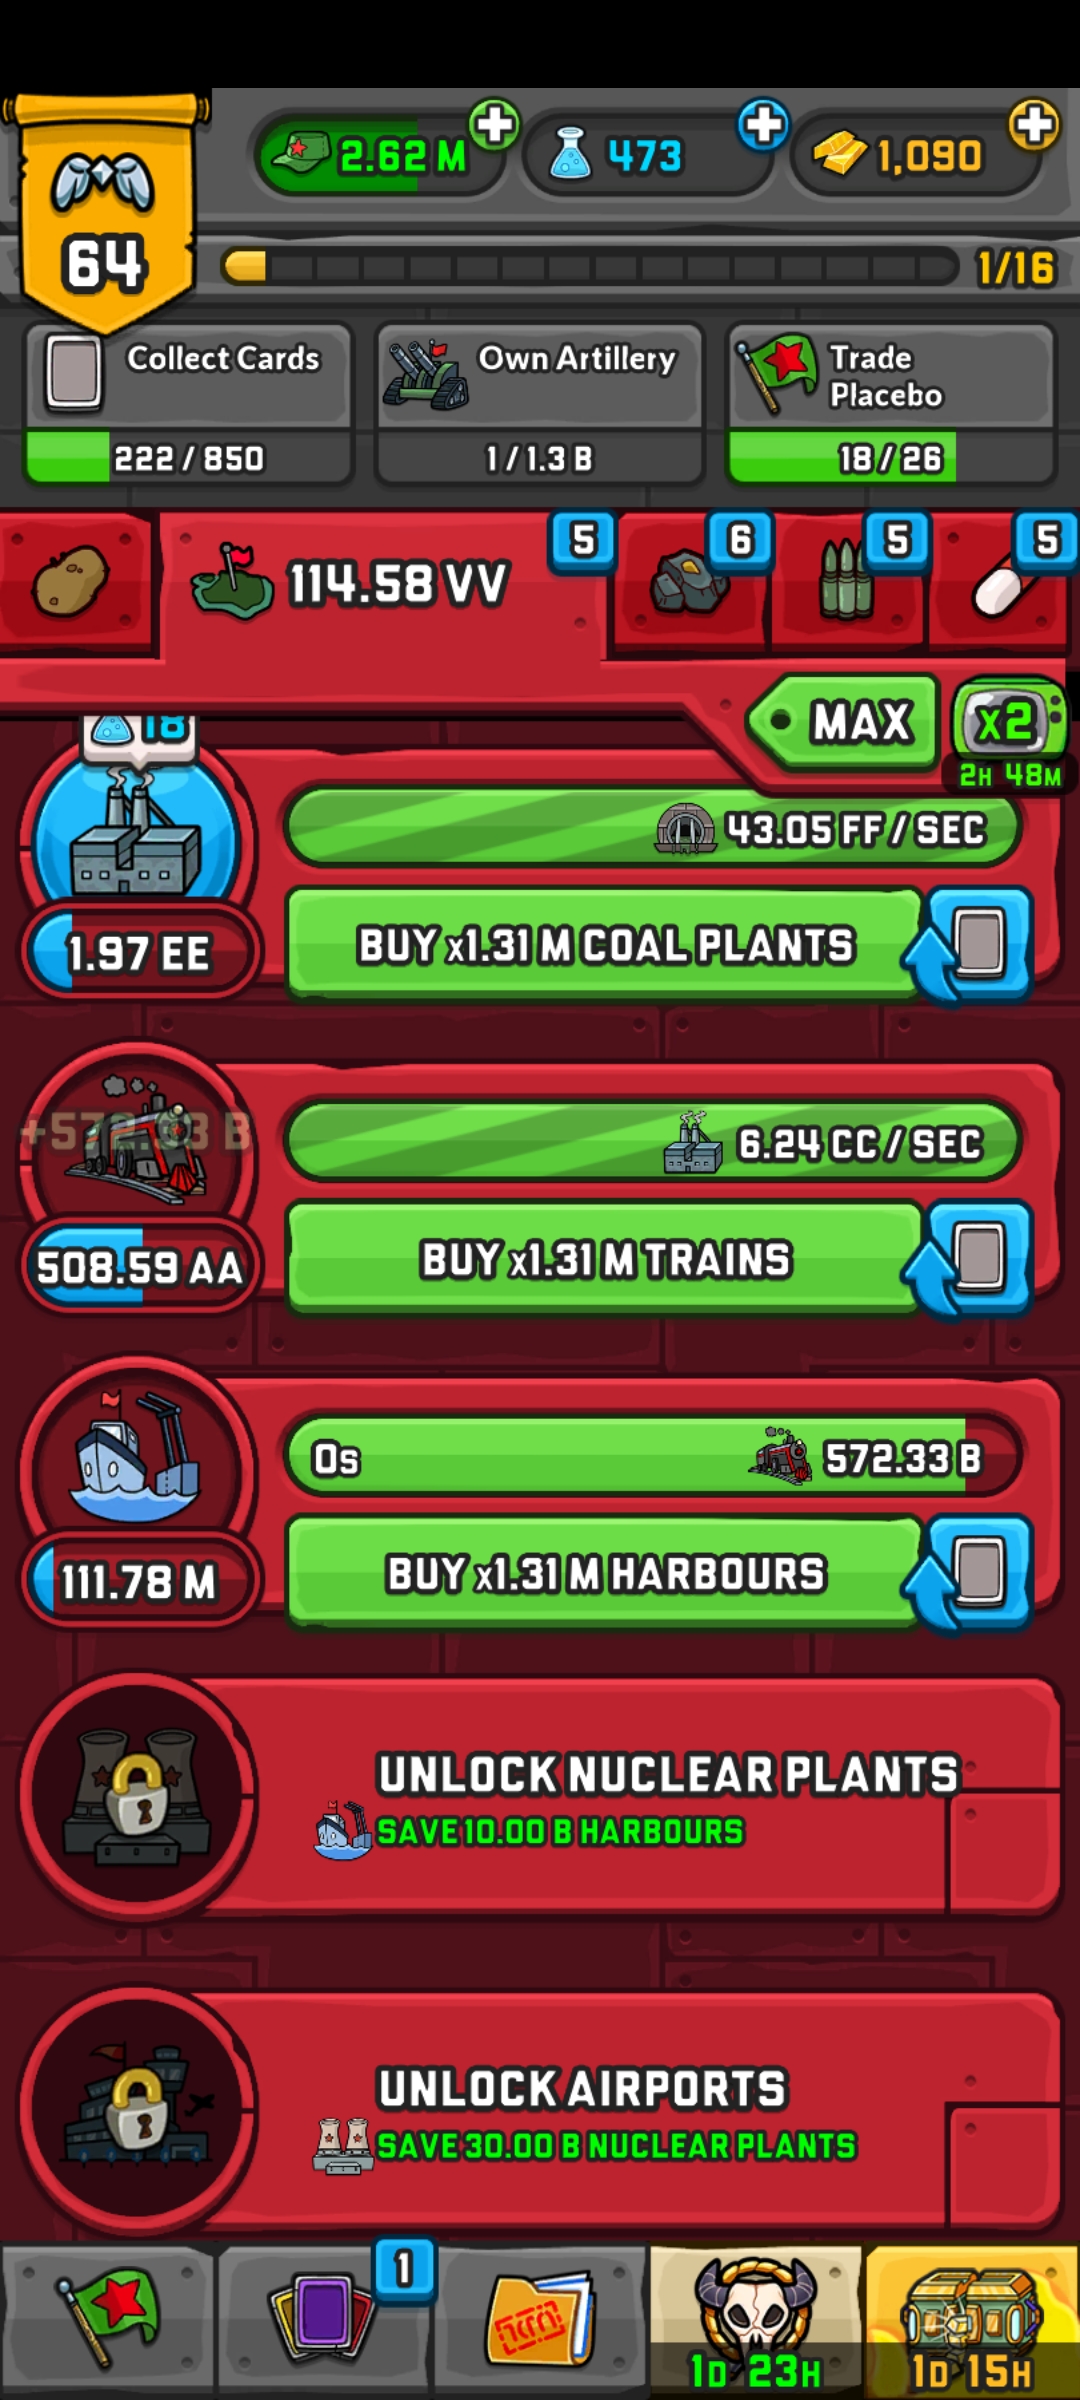 2.62 M
473
1,090
64
1/16
Collect Cards
222 / 850
Own Artillery
1 / 1.3 B
Trade
Placebo
18 / 26
114.58 VV
5
6
5
5
MAX
x2
2H 48M
18
43.05 FF / SEC
1.97 EE
BUY x1.31 M COAL PLANTS
+572.33 B
6.24 CC / SEC
508.59 AA
BUY x1.31 M TRAINS
0s
572.33 B
111.78 M
BUY x1.31 M HARBOURS
UNLOCK NUCLEAR PLANTS
SAVE 10.00 B HARBOURS
UNLOCK AIRPORTS
SAVE 30.00 B NUCLEAR PLANTS
1
1D 23H
1D 15H